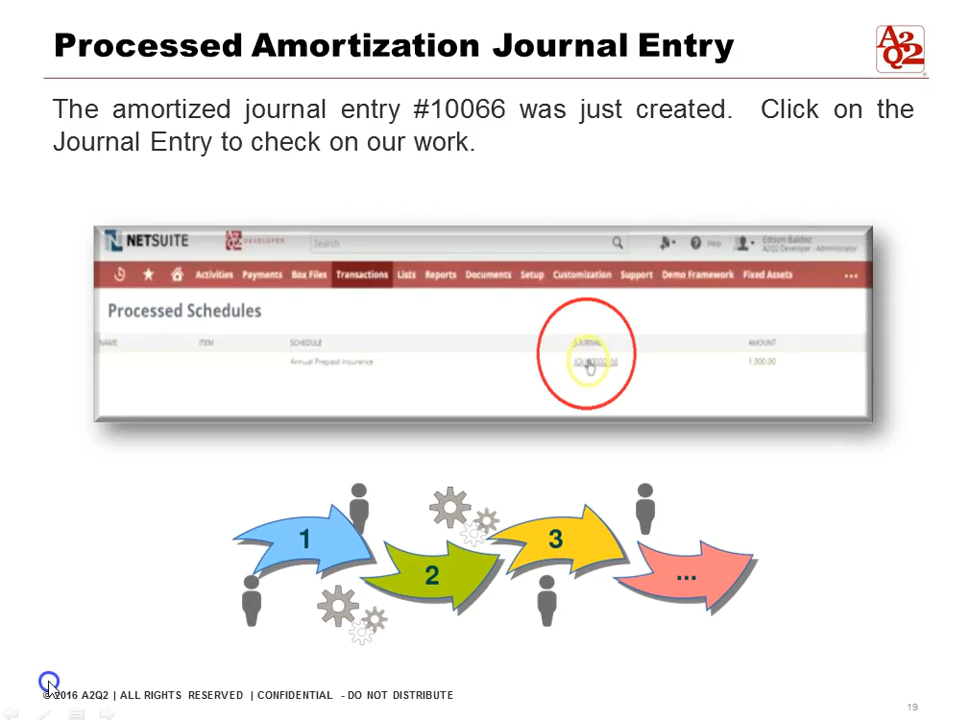 Processed Amortization Journal Entry
A2
Q2
The amortized journal entry #10066 was just created. Click on the
Journal Entry to check on our work.
NETSUITE
DEVELOPER
Search
Help
Edison Baldoz
A2Q2 Developer - Administrator
Activities Payments Box Files Transactions Lists Reports Documents Setup Customization Support Demo Framework Fixed Assets
Processed Schedules
NAME ITEM SCHEDULE JOURNAL AMOUNT
Annual Prepaid Insurance 1,000.00
1
2
3
...
© 2016 A2Q2 | ALL RIGHTS RESERVED | CONFIDENTIAL - DO NOT DISTRIBUTE
19